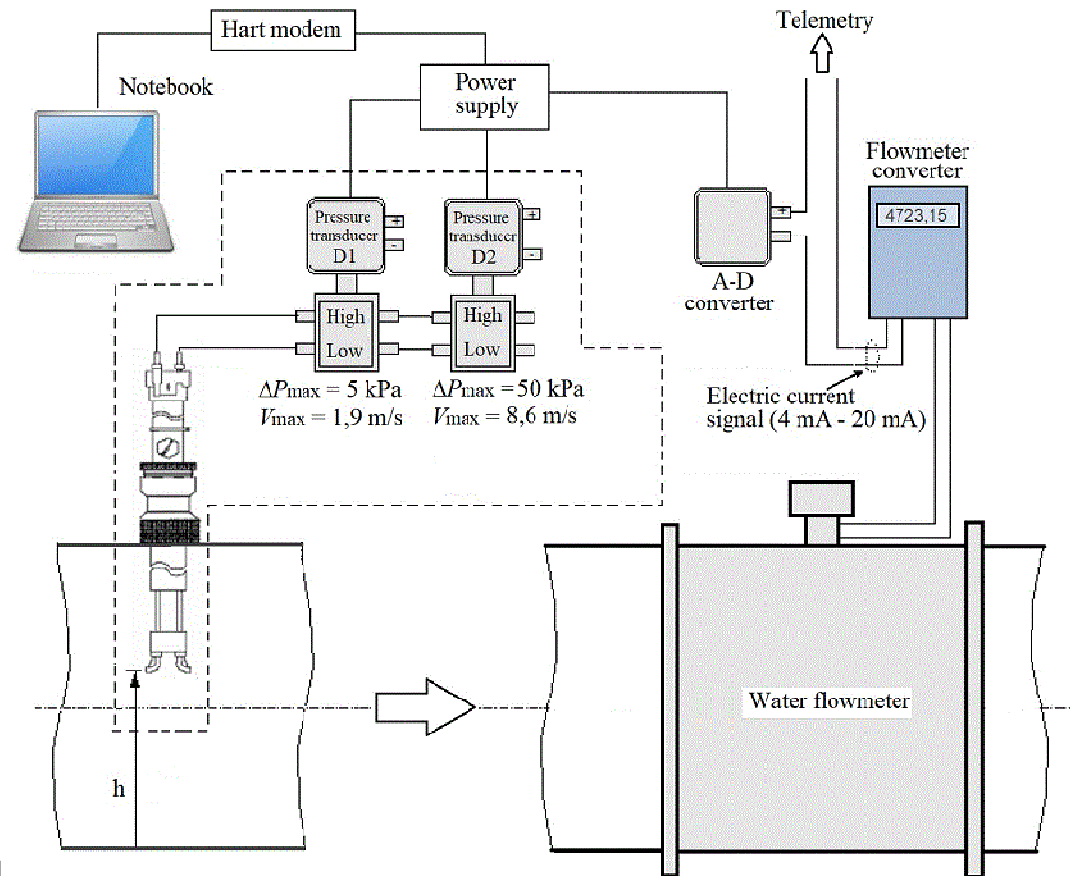 Telemetry
Hart modem
Notebook
Power
supply
Flowmeter
converter
4723,15
Pressure
transducer
D1
+
-
Pressure
transducer
D2
+
-
+
A-D
converter
High
Low
High
Low
ΔPmax = 5 kPa
Vmax = 1,9 m/s
ΔPmax = 50 kPa
Vmax = 8,6 m/s
Electric current
signal (4 mA - 20 mA)
Water flowmeter
h